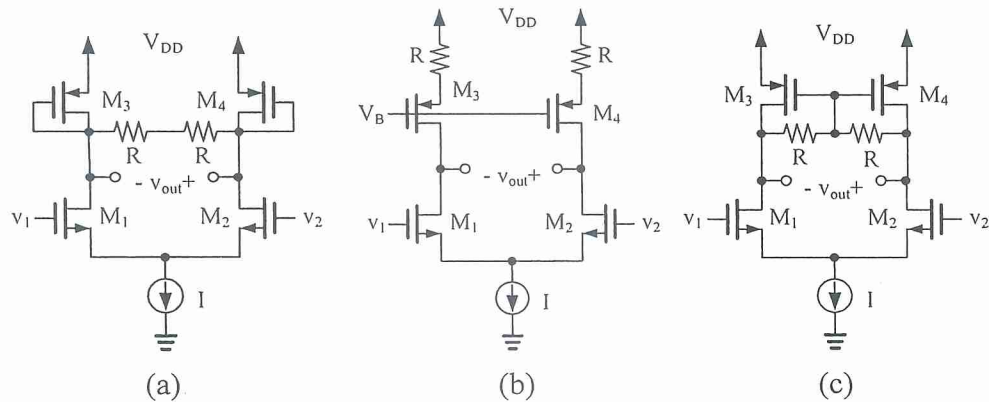 V_DD
M_3
M_4
R
R
- v_out +
v_1
M_1
M_2
v_2
I
(a)
V_DD
R
R
M_3
V_B
M_4
- v_out +
v_1
M_1
M_2
v_2
I
(b)
V_DD
M_3
M_4
R
R
- v_out +
v_1
M_1
M_2
v_2
I
(c)